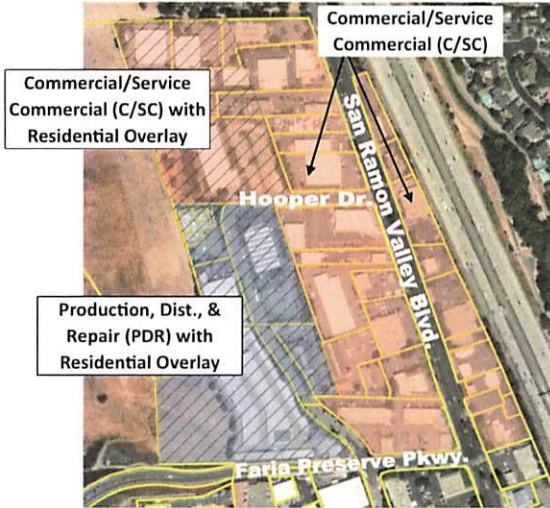 Commercial/Service
Commercial (C/SC)
Commercial/Service
Commercial (C/SC) with
Residential Overlay
San Ramon Valley Blvd.
Hooper Dr.
Production, Dist., &
Repair (PDR) with
Residential Overlay
Faria Preserve Pkwy.